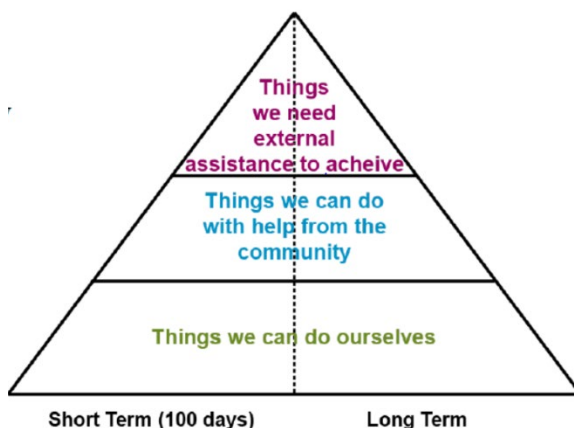 Things
we need
external
assistance to acheive
Things we can do
with help from the
community
Things we can do ourselves
Short Term (100 days)
Long Term